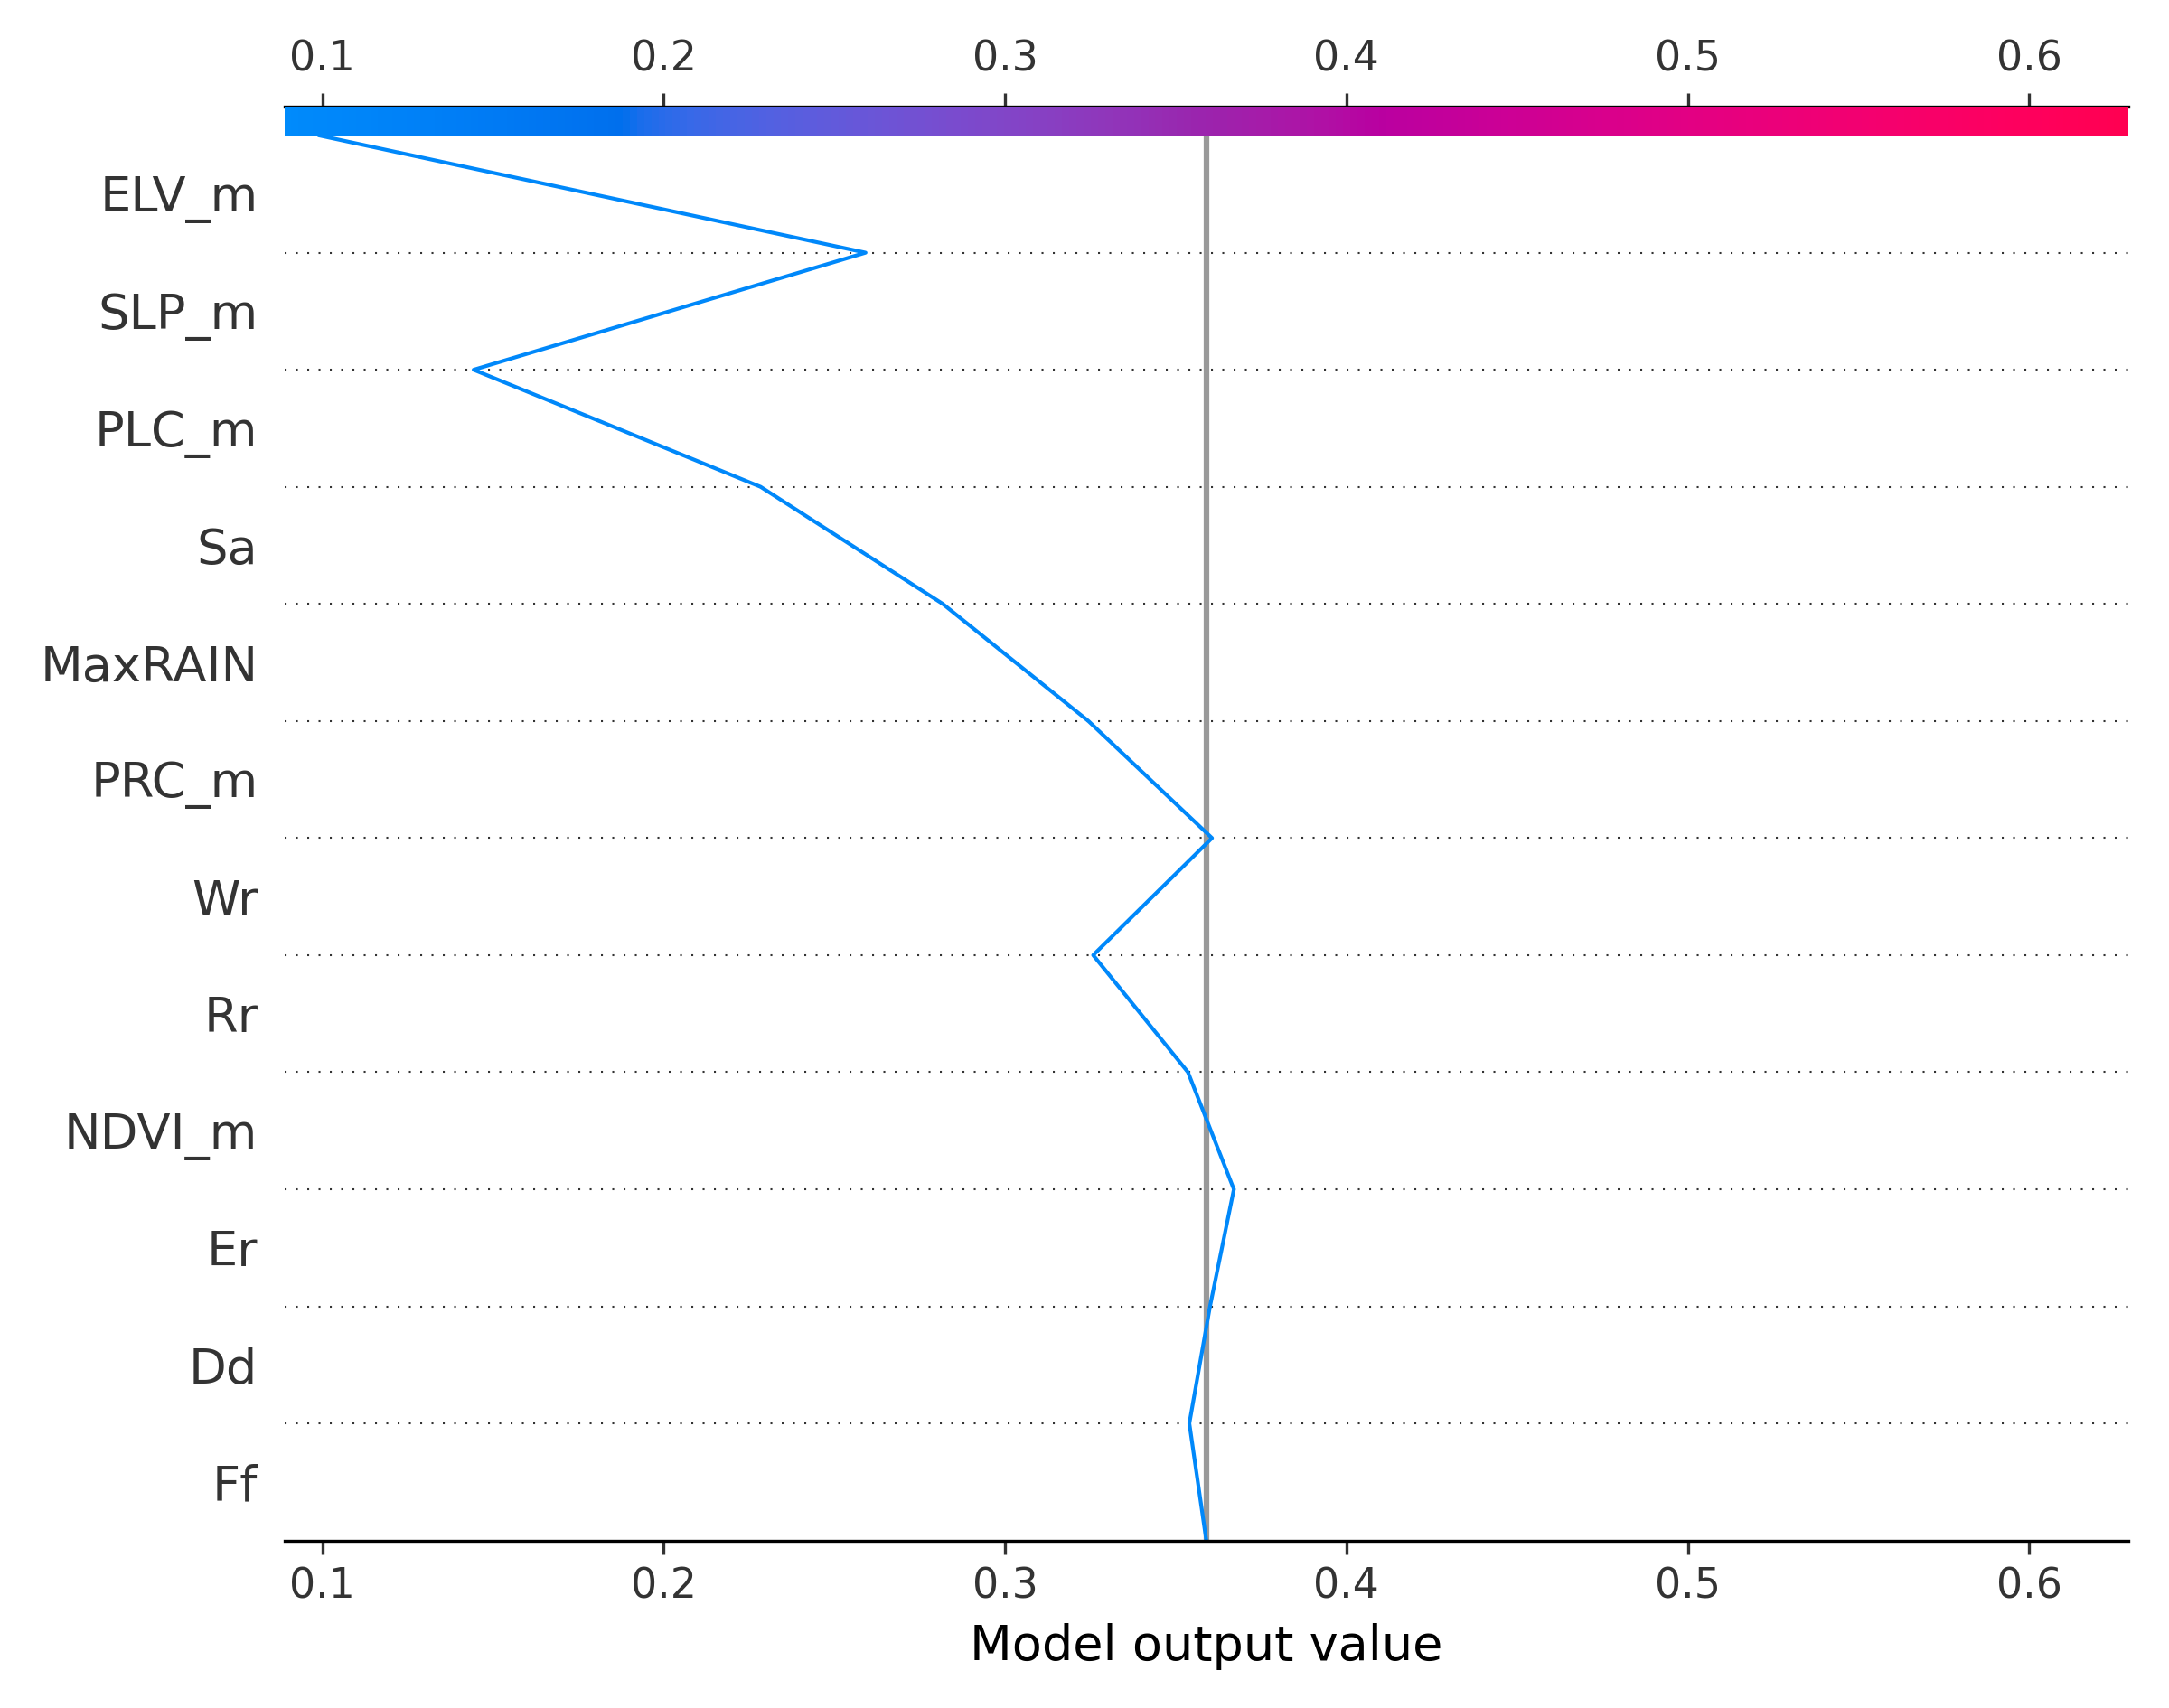 0.1 0.2 0.3 0.4 0.5 0.6
ELV_m
SLP_m
PLC_m
Sa
MaxRAIN
PRC_m
Wr
Rr
NDVI_m
Er
Dd
Ff
0.1 0.2 0.3 0.4 0.5 0.6
Model output value